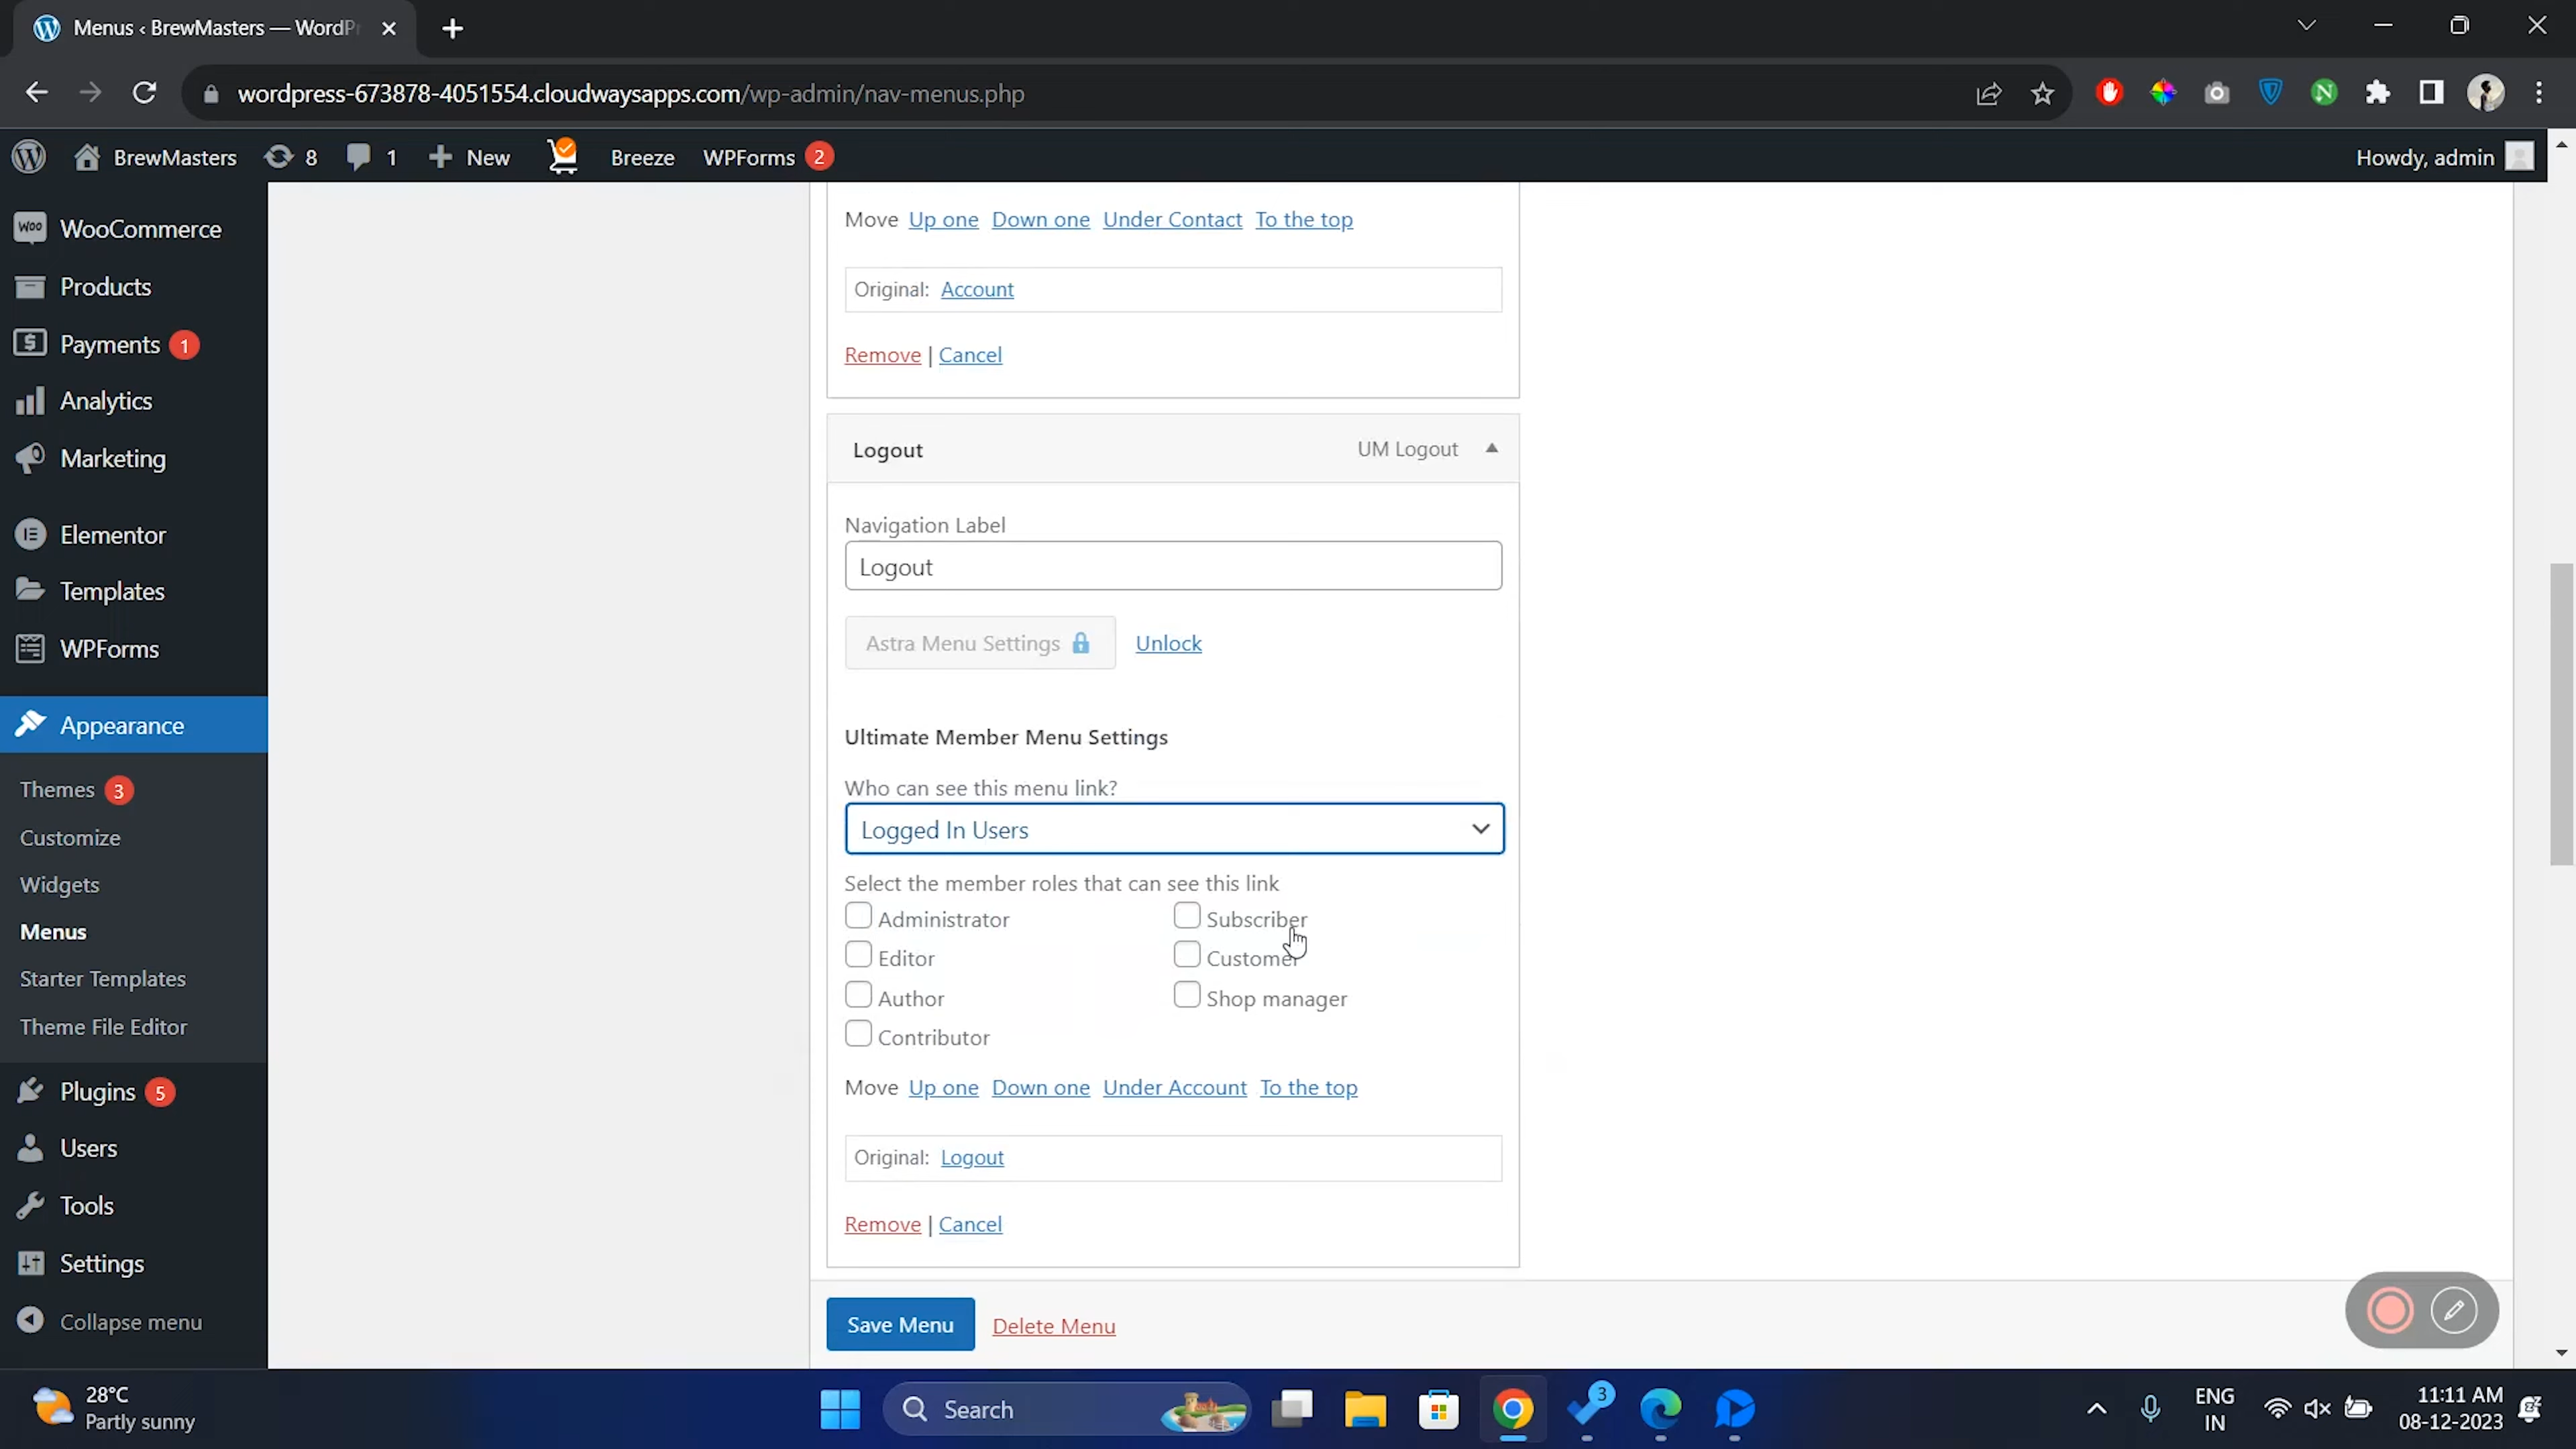 Menus ‹ BrewMasters — WordPr
wordpress-673878-4051554.cloudwaysapps.com/wp-admin/nav-menus.php
BrewMasters 8 1 New Breeze WPForms 2 Howdy, admin
WooCommerce
Products
Payments 1
Analytics
Marketing
Elementor
Templates
WPForms
Appearance
Themes 3
Customize
Widgets
Menus
Starter Templates
Theme File Editor
Plugins 5
Users
Tools
Settings
Collapse menu
Move Up one Down one Under Contact To the top
Original: Account
Remove | Cancel
Logout UM Logout
Navigation Label
Logout
Astra Menu Settings Unlock
Ultimate Member Menu Settings
Who can see this menu link?
Logged In Users
Select the member roles that can see this link
Administrator Subscriber
Editor Customer
Author Shop manager
Contributor
Move Up one Down one Under Account To the top
Original: Logout
Remove | Cancel
Save Menu Delete Menu
28°C
Partly sunny
Search
3
ENG
IN
11:11 AM
08-12-2023